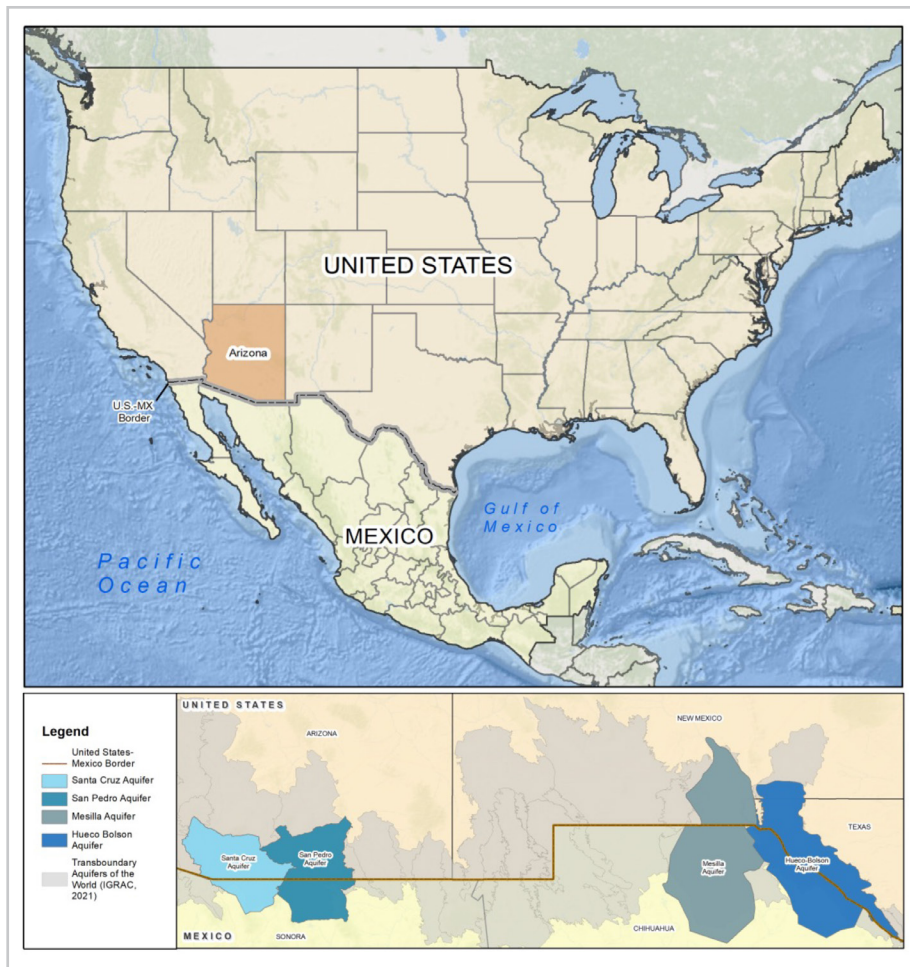 UNITED STATES
Arizona
U.S.-MX
Border
MEXICO
Gulf of
Mexico
Pacific
Ocean
Legend
United States-
Mexico Border
Santa Cruz Aquifer
San Pedro Aquifer
Mesilla Aquifer
Hueco Bolson
Aquifer
Transboundary
Aquifers of the
World (IGRAC,
2021)
UNITED STATES
ARIZONA
NEW MEXICO
TEXAS
Santa Cruz
Aquifer
San Pedro
Aquifer
Mesilla
Aquifer
Hueco-Bolson
Aquifer
MEXICO
SONORA
CHIHUAHUA